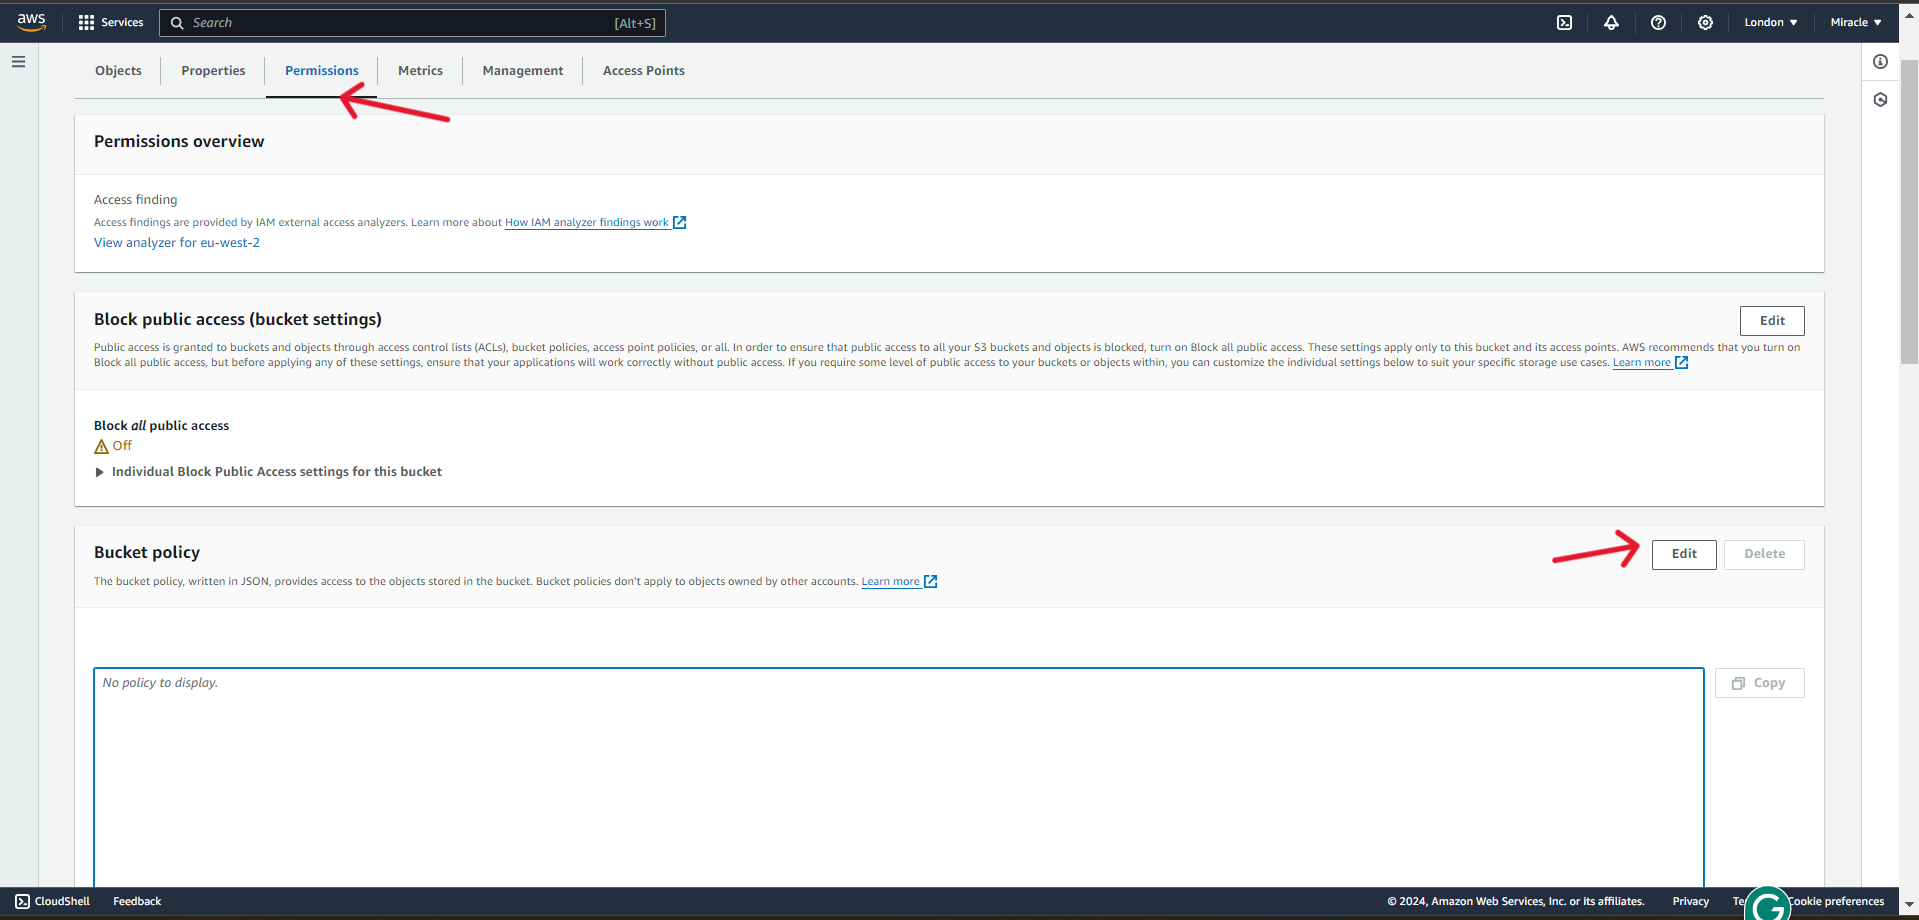 aws
Services
Search
[Alt+S]
London
Miracle
Objects
Properties
Permissions
Metrics
Management
Access Points
Permissions overview
Access finding
Access findings are provided by IAM external access analyzers. Learn more about How IAM analyzer findings work
View analyzer for eu-west-2
Block public access (bucket settings)
Edit
Public access is granted to buckets and objects through access control lists (ACLs), bucket policies, access point policies, or all. In order to ensure that public access to all your S3 buckets and objects is blocked, turn on Block all public access. These settings apply only to this bucket and its access points. AWS recommends that you turn on
Block all public access, but before applying any of these settings, ensure that your applications will work correctly without public access. If you require some level of public access to your buckets or objects within, you can customize the individual settings below to suit your specific storage use cases. Learn more
Block all public access
Off
Individual Block Public Access settings for this bucket
Bucket policy
Edit
Delete
The bucket policy, written in JSON, provides access to the objects stored in the bucket. Bucket policies don't apply to objects owned by other accounts. Learn more
No policy to display.
Copy
CloudShell
Feedback
© 2024, Amazon Web Services, Inc. or its affiliates.
Privacy
Cookie preferences